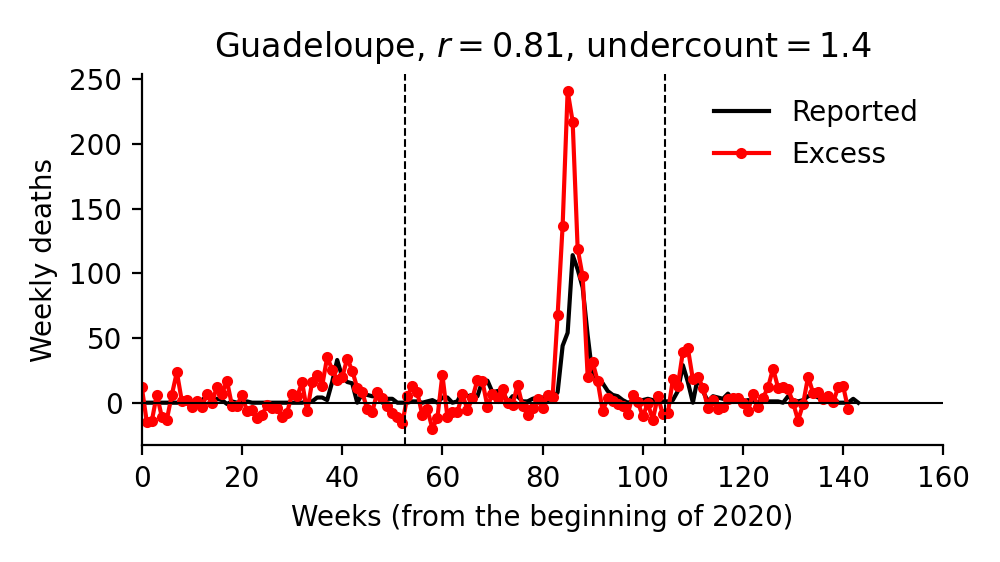 Guadeloupe, r = 0.81, undercount = 1.4
250
200
150
100
50
0
Weekly deaths
Reported
Excess
0 20 40 60 80 100 120 140 160
Weeks (from the beginning of 2020)